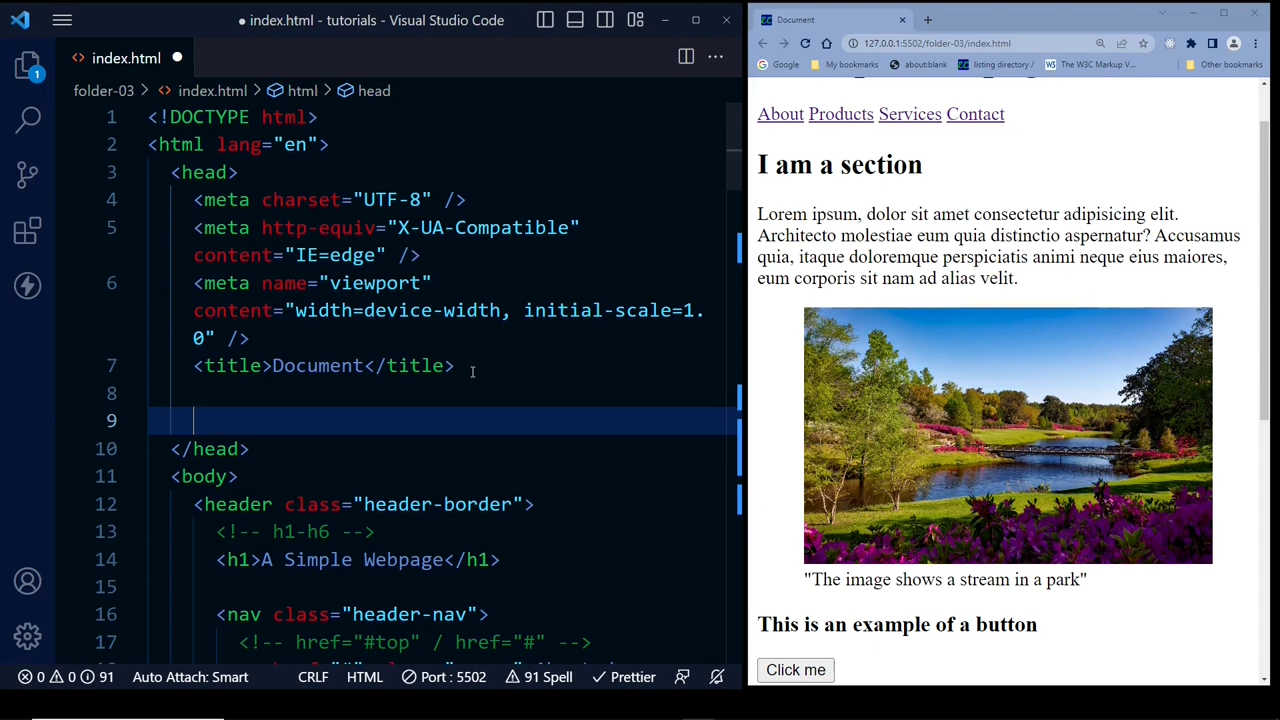 ● index.html - tutorials - Visual Studio Code
index.html
folder-03 > index.html > html > head
1 <!DOCTYPE html>
2 <html lang="en">
3 <head>
4 <meta charset="UTF-8" />
5 <meta http-equiv="X-UA-Compatible"
content="IE=edge" />
6 <meta name="viewport"
content="width=device-width, initial-scale=1.
0" />
7 <title>Document</title>
8
9
10 </head>
11 <body>
12 <header class="header-border">
13 <!-- h1-h6 -->
14 <h1>A Simple Webpage</h1>
15
16 <nav class="header-nav">
17 <!-- href="#top" / href="#" -->
1
0 0 91 Auto Attach: Smart CRLF HTML Port : 5502 91 Spell Prettier
Document
127.0.0.1:5502/folder-03/index.html
Google My bookmarks about:blank listing directory / The W3C Markup V... Other bookmarks
About Products Services Contact
I am a section
Lorem ipsum, dolor sit amet consectetur adipisicing elit.
Architecto molestiae eum quia distinctio aspernatur? Accusamus
quia, itaque doloremque perspiciatis animi neque eius maiores,
eum corporis sit nam ad alias velit.
"The image shows a stream in a park"
This is an example of a button
Click me